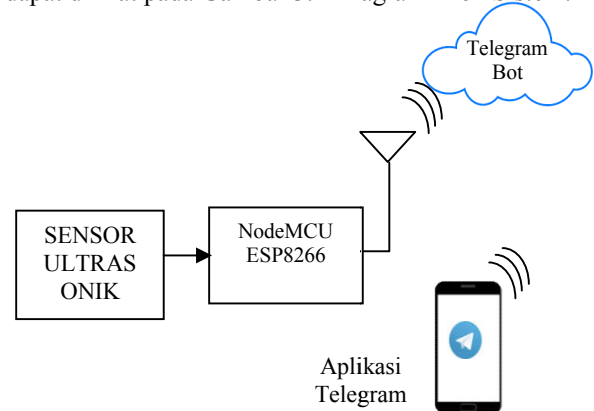 Telegram
Bot
NodeMCU
ESP8266
SENSOR
ULTRAS
ONIK
Aplikasi
Telegram